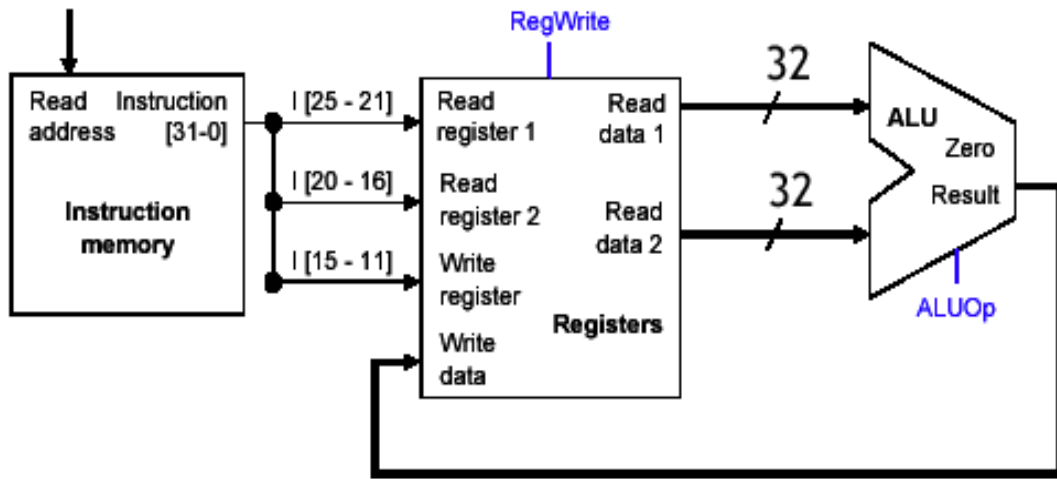 RegWrite
Read address
Instruction [31-0]
Instruction memory
I [25 - 21]
I [20 - 16]
I [15 - 11]
Read register 1
Read register 2
Write register
Write data
Read data 1
Read data 2
Registers
32
32
ALU
Zero
Result
ALUOp